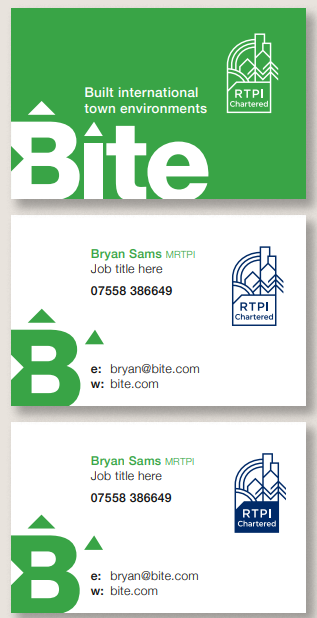 Built international
town environments
Bite
RTPI
Chartered
Bryan Sams MRTPI
Job title here
07558 386649
RTPI
Chartered
B
e: bryan@bite.com
w: bite.com
Bryan Sams MRTPI
Job title here
07558 386649
RTPI
Chartered
B
e: bryan@bite.com
w: bite.com